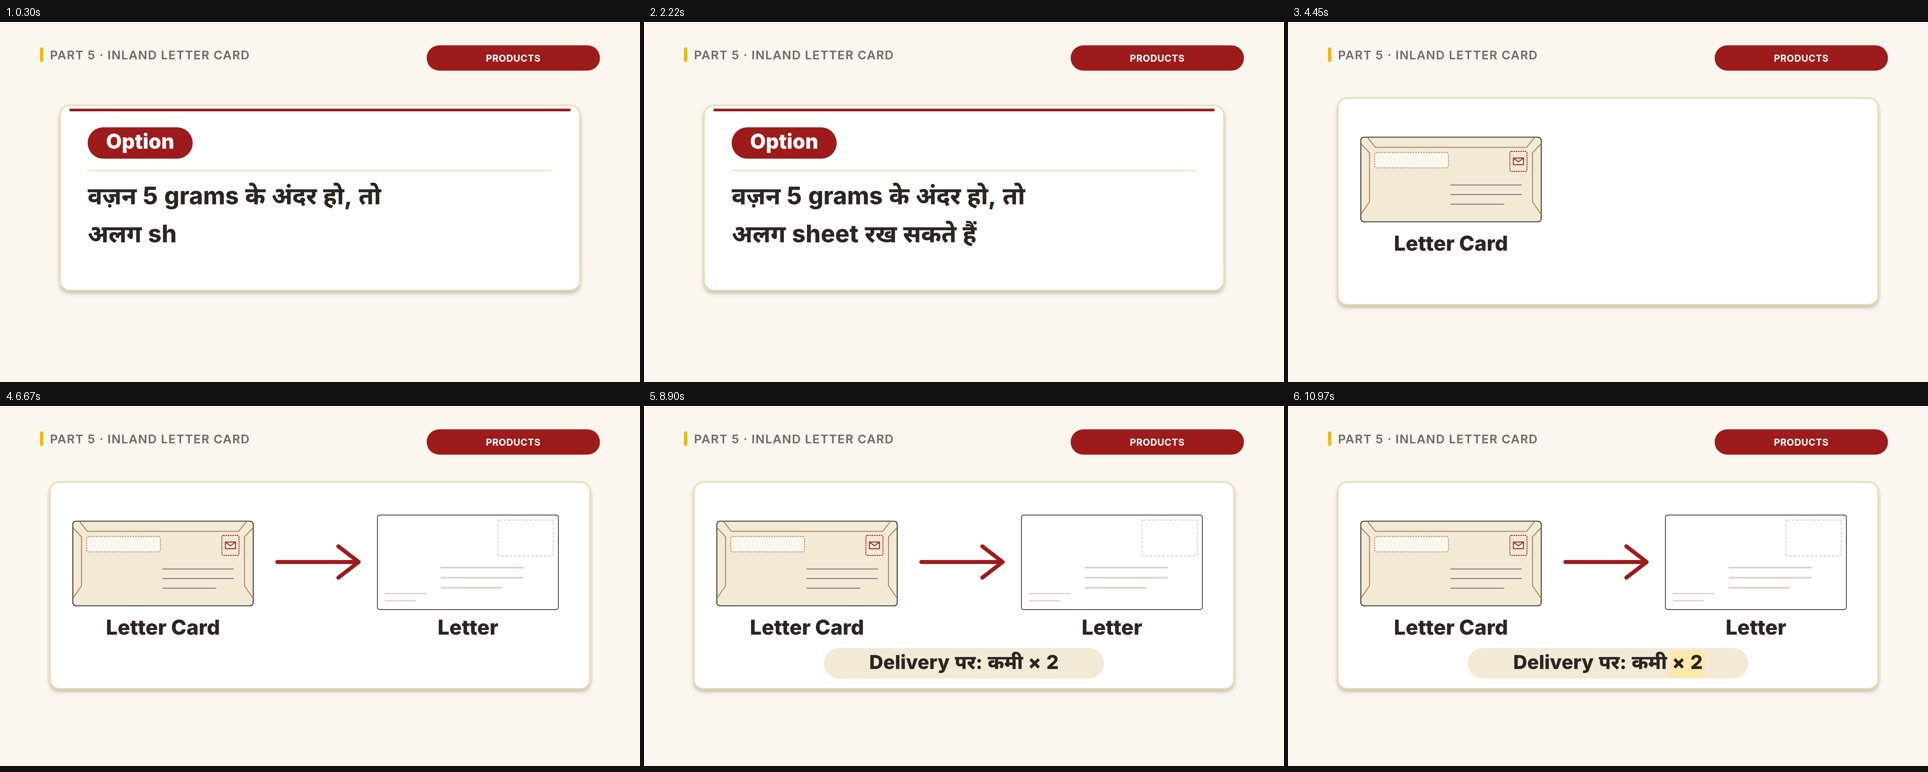 1. 0.30s
PART 5 · INLAND LETTER CARD
PRODUCTS
Option
वज़न 5 grams के अंदर हो, तो
अलग sh
2. 2.22s
PART 5 · INLAND LETTER CARD
PRODUCTS
Option
वज़न 5 grams के अंदर हो, तो
अलग sheet रख सकते हैं
3. 4.45s
PART 5 · INLAND LETTER CARD
PRODUCTS
Letter Card
4. 6.67s
PART 5 · INLAND LETTER CARD
PRODUCTS
Letter Card
Letter
5. 8.90s
PART 5 · INLAND LETTER CARD
PRODUCTS
Letter Card
Letter
Delivery पर: कमी × 2
6. 10.97s
PART 5 · INLAND LETTER CARD
PRODUCTS
Letter Card
Letter
Delivery पर: कमी × 2